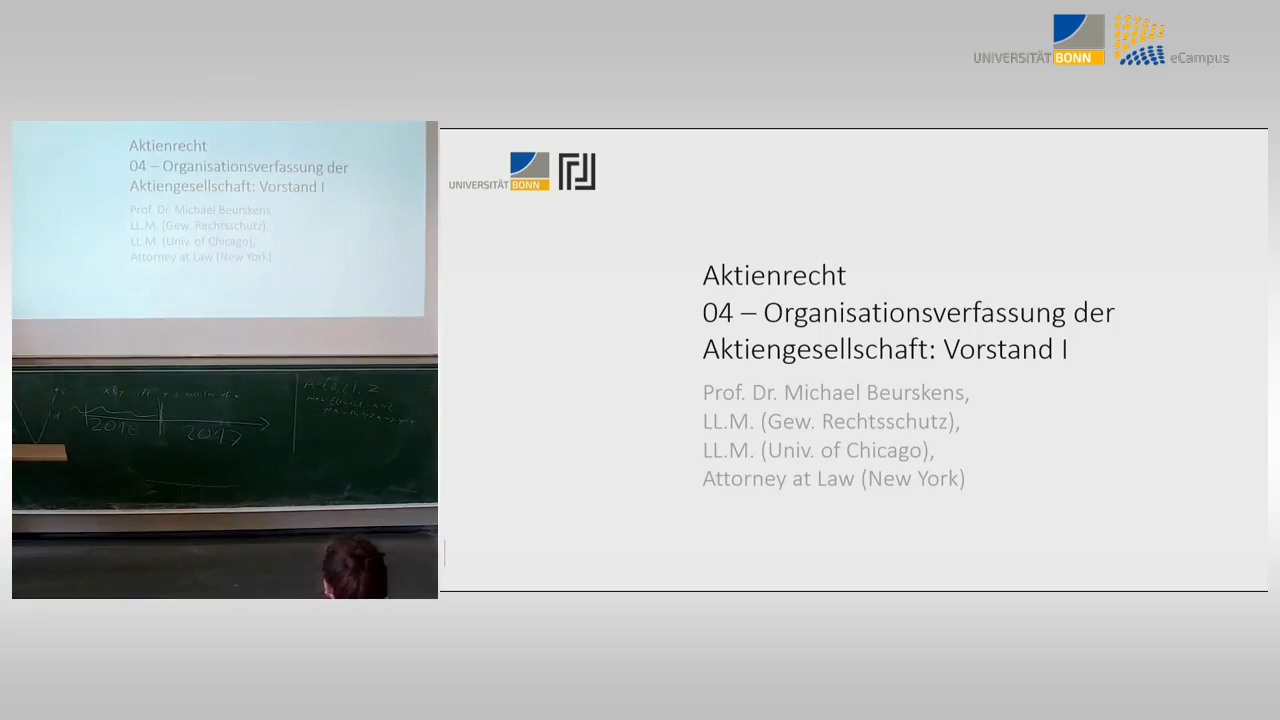 UNIVERSITÄT BONN eCampus
Aktienrecht
04 – Organisationsverfassung der
Aktiengesellschaft: Vorstand I
Prof. Dr. Michael Beurskens,
LL.M. (Gew. Rechtsschutz),
LL.M. (Univ. of Chicago),
Attorney at Law (New York)
2016
2017
UNIVERSITÄT BONN
Aktienrecht
04 – Organisationsverfassung der
Aktiengesellschaft: Vorstand I
Prof. Dr. Michael Beurskens,
LL.M. (Gew. Rechtsschutz),
LL.M. (Univ. of Chicago),
Attorney at Law (New York)